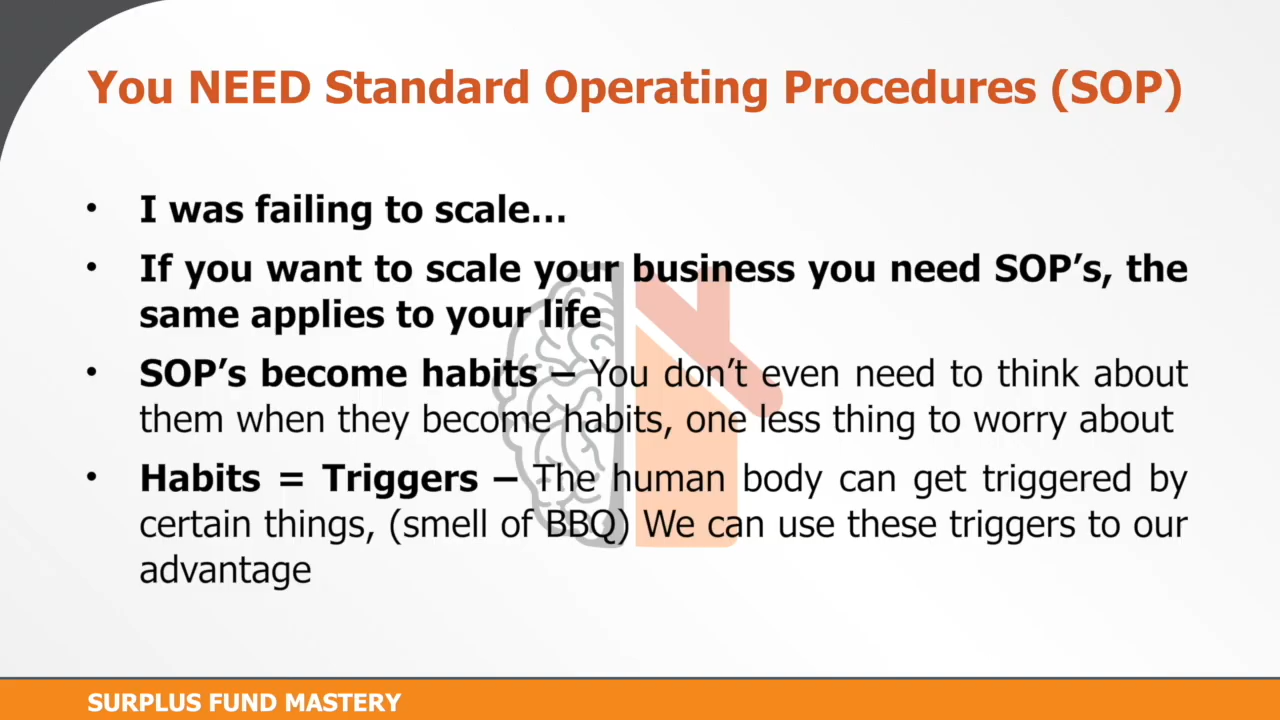 You NEED Standard Operating Procedures (SOP)
• I was failing to scale…
• If you want to scale your business you need SOP’s, the
same applies to your life
• SOP’s become habits – You don’t even need to think about
them when they become habits, one less thing to worry about
• Habits = Triggers – The human body can get triggered by
certain things, (smell of BBQ) We can use these triggers to our
advantage
SURPLUS FUND MASTERY